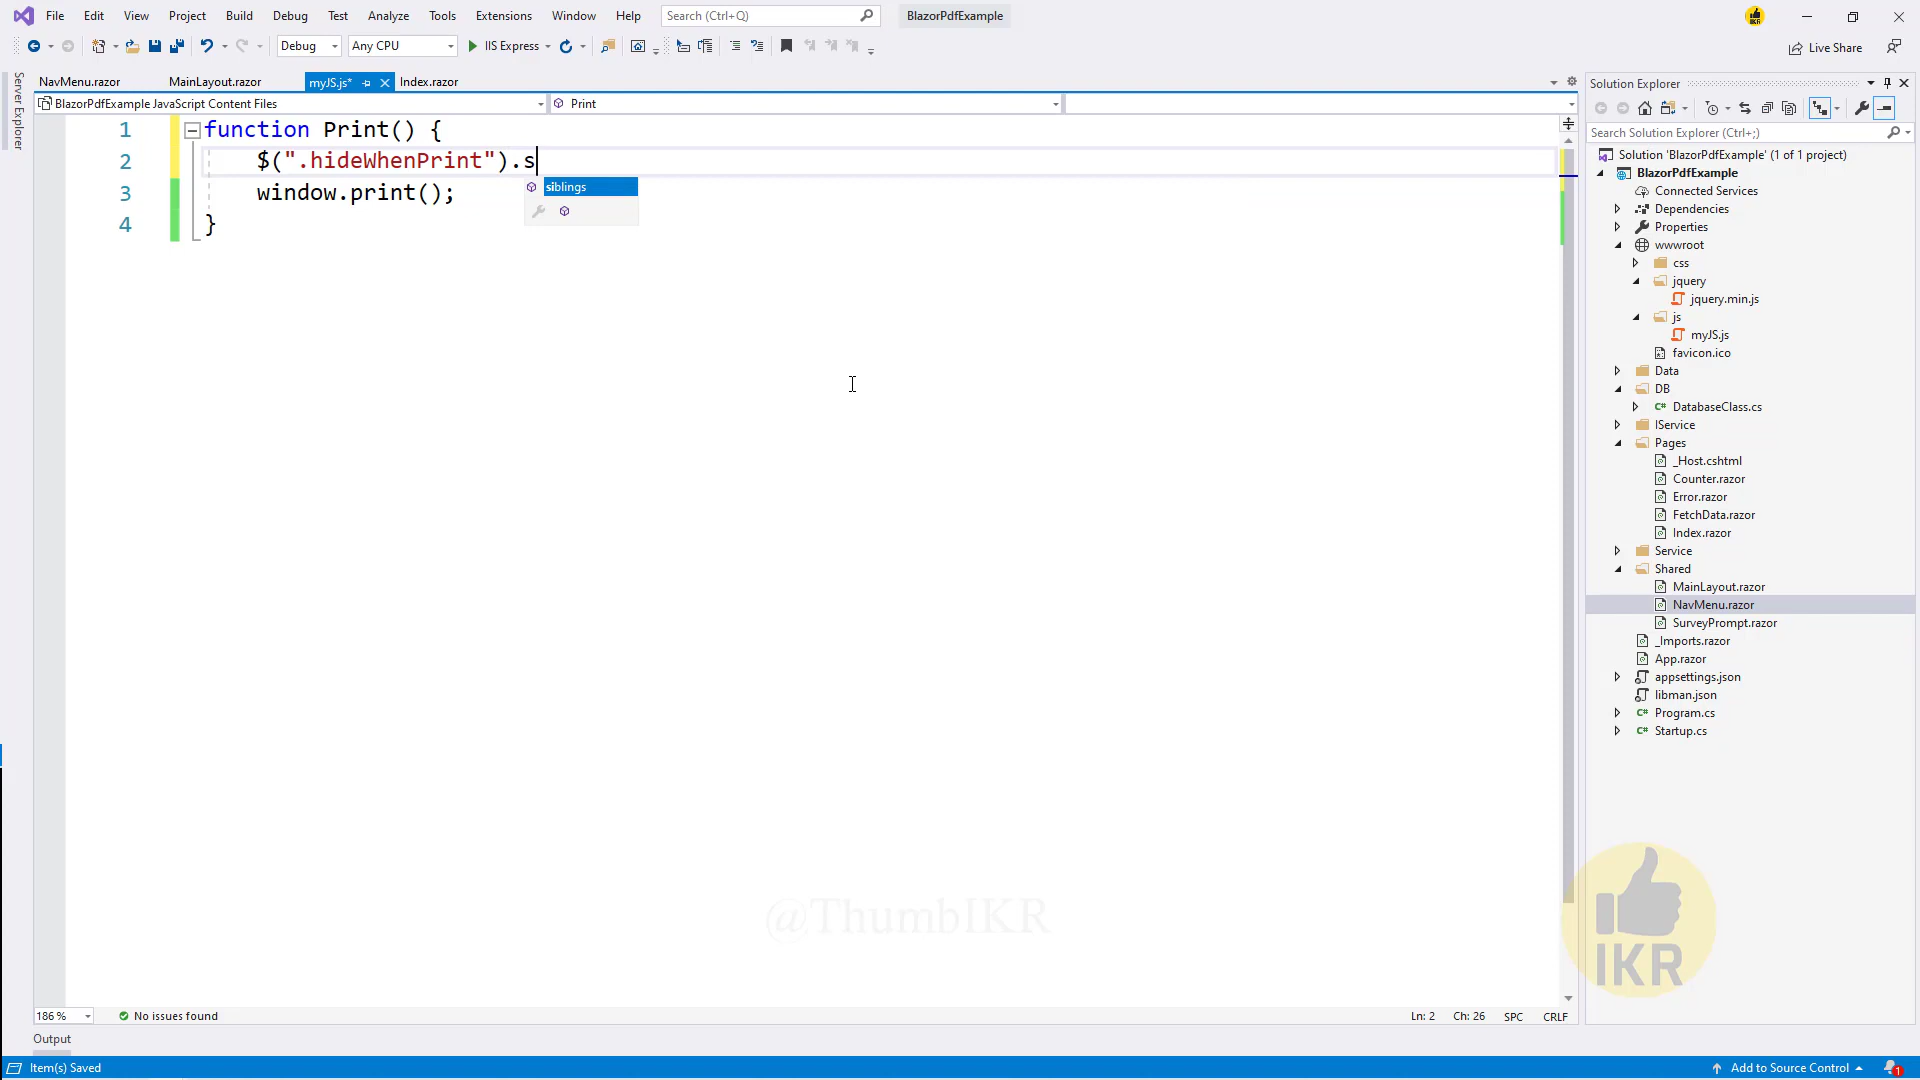 File Edit View Project Build Debug Test Analyze Tools Extensions Window Help Search (Ctrl+Q) BlazorPdfExample
Debug Any CPU IIS Express Live Share
Server Explorer
NavMenu.razor MainLayout.razor myJS.js* Index.razor
BlazorPdfExample JavaScript Content Files Print
1 function Print() {
2 $(".hideWhenPrint").s
siblings
3 window.print();
4 }
Solution Explorer
Search Solution Explorer (Ctrl+;)
Solution 'BlazorPdfExample' (1 of 1 project)
BlazorPdfExample
Connected Services
Dependencies
Properties
wwwroot
css
jquery
jquery.min.js
js
myJS.js
favicon.ico
Data
DB
DatabaseClass.cs
IService
Pages
_Host.cshtml
Counter.razor
Error.razor
FetchData.razor
Index.razor
Service
Shared
MainLayout.razor
NavMenu.razor
SurveyPrompt.razor
_Imports.razor
App.razor
appsettings.json
libman.json
Program.cs
Startup.cs
@ThumbIKR
IKR
186 % No issues found Ln: 2 Ch: 26 SPC CRLF
Output
Item(s) Saved Add to Source Control 1